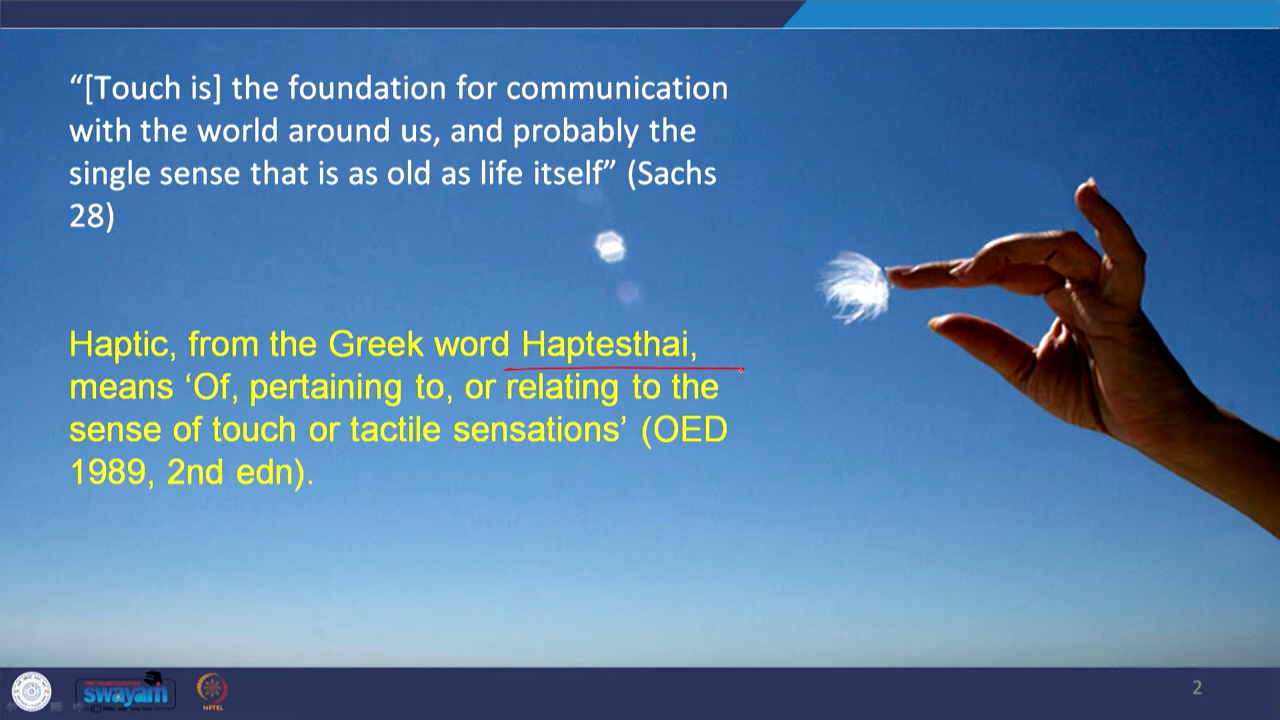 “[Touch is] the foundation for communication
with the world around us, and probably the
single sense that is as old as life itself” (Sachs
28)
Haptic, from the Greek word Haptesthai,
means ‘Of, pertaining to, or relating to the
sense of touch or tactile sensations’ (OED
1989, 2nd edn).
swayam
NPTEL
2